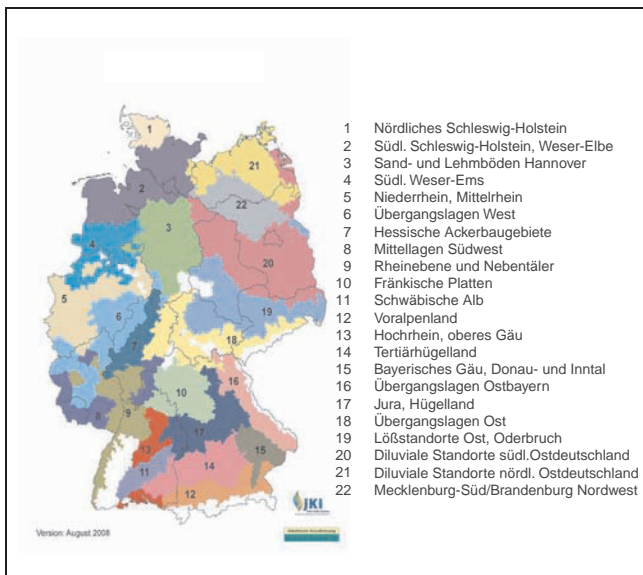 1 Nördliches Schleswig-Holstein
2 Südl. Schleswig-Holstein, Weser-Elbe
3 Sand- und Lehmböden Hannover
4 Südl. Weser-Ems
5 Niederrhein, Mittelrhein
6 Übergangslagen West
7 Hessische Ackerbaugebiete
8 Mittellagen Südwest
9 Rheinebene und Nebentäler
10 Fränkische Platten
11 Schwäbische Alb
12 Voralpenland
13 Hochrhein, oberes Gäu
14 Tertiärhügelland
15 Bayerisches Gäu, Donau- und Inntal
16 Übergangslagen Ostbayern
17 Jura, Hügelland
18 Übergangslagen Ost
19 Lößstandorte Ost, Oderbruch
20 Diluviale Standorte südl.Ostdeutschland
21 Diluviale Standorte nördl. Ostdeutschland
22 Mecklenburg-Süd/Brandenburg Nordwest
1
21
2
22
3
4
20
5
19
6
7
18
16
10
8
9
17
13
15
14
11
12
JKI
Version: August 2008